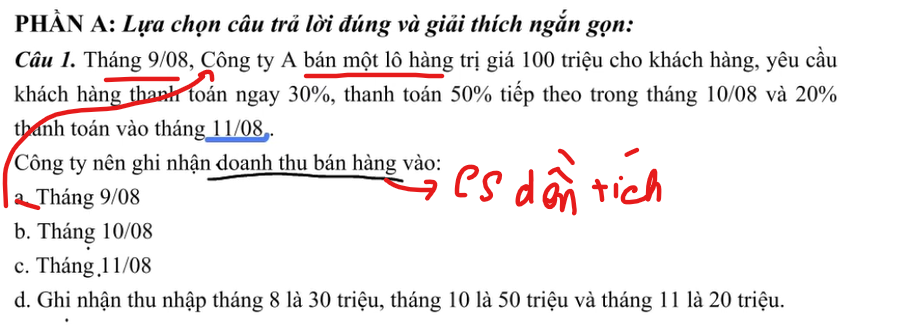 PHẦN A: Lựa chọn câu trả lời đúng và giải thích ngắn gọn:
Câu 1. Tháng 9/08, Công ty A bán một lô hàng trị giá 100 triệu cho khách hàng, yêu cầu
khách hàng thanh toán ngay 30%, thanh toán 50% tiếp theo trong tháng 10/08 và 20%
thanh toán vào tháng 11/08..
Công ty nên ghi nhận doanh thu bán hàng vào:
CS dồn tích
a. Tháng 9/08
b. Tháng 10/08
c. Tháng 11/08
d. Ghi nhận thu nhập tháng 8 là 30 triệu, tháng 10 là 50 triệu và tháng 11 là 20 triệu.